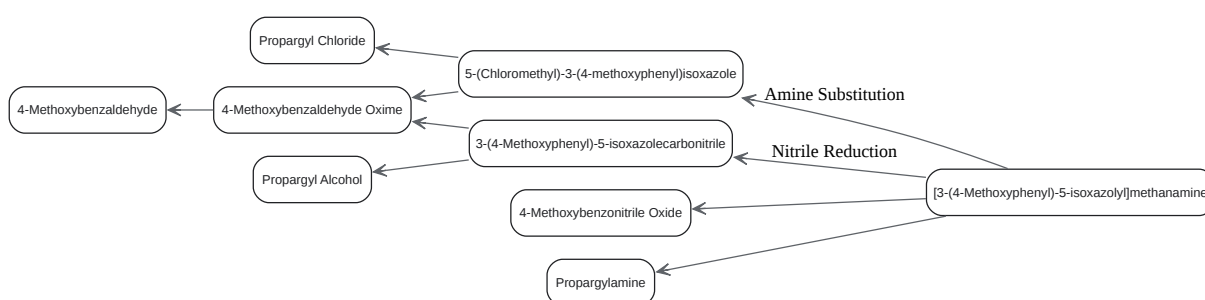 Propargyl Chloride
5-(Chloromethyl)-3-(4-methoxyphenyl)isoxazole
Amine Substitution
4-Methoxybenzaldehyde
4-Methoxybenzaldehyde Oxime
3-(4-Methoxyphenyl)-5-isoxazolecarbonitrile
Nitrile Reduction
Propargyl Alcohol
[3-(4-Methoxyphenyl)-5-isoxazolyl]methanamine
4-Methoxybenzonitrile Oxide
Propargylamine